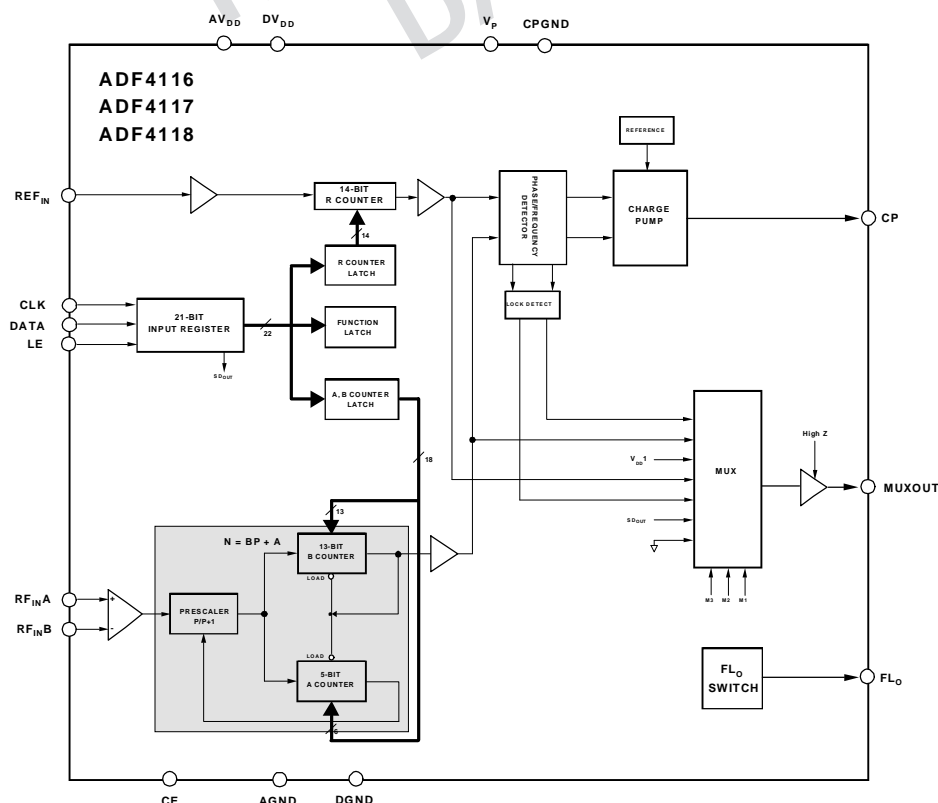 AVDD DVDD VP CPGND
ADF4116
ADF4117
ADF4118
REFERENCE
REFIN
14-BIT
R COUNTER
PHASE/FREQUENCY
DETECTOR
CHARGE
PUMP
CP
14
R COUNTER
LATCH
CLK
DATA
LE
21-BIT
INPUT REGISTER
22
SDOUT
FUNCTION
LATCH
LOCK DETECT
A, B COUNTER
LATCH
18
High Z
VDD1
MUX
MUXOUT
SDOUT
13
N = BP + A
13-BIT
B COUNTER
LOAD
M3 M2 M1
RFINA
RFINB
+
-
PRESCALER
P/P+1
LOAD
5-BIT
A COUNTER
6
FLO
SWITCH
FLO
CE AGND DGND